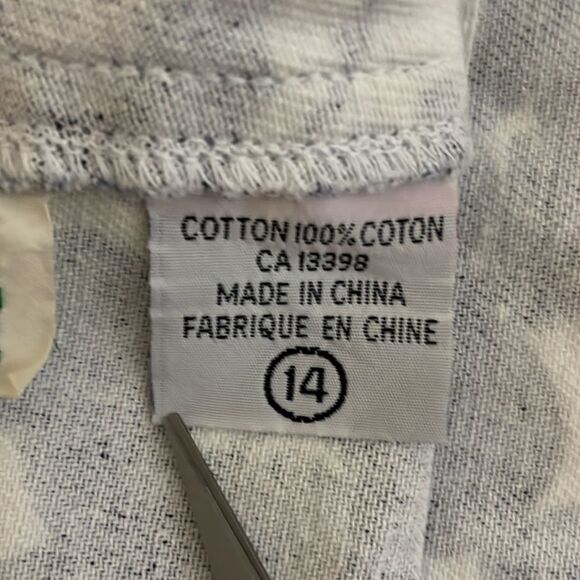 COTTON 100% COTON
CA 13398
MADE IN CHINA
FABRIQUE EN CHINE
14